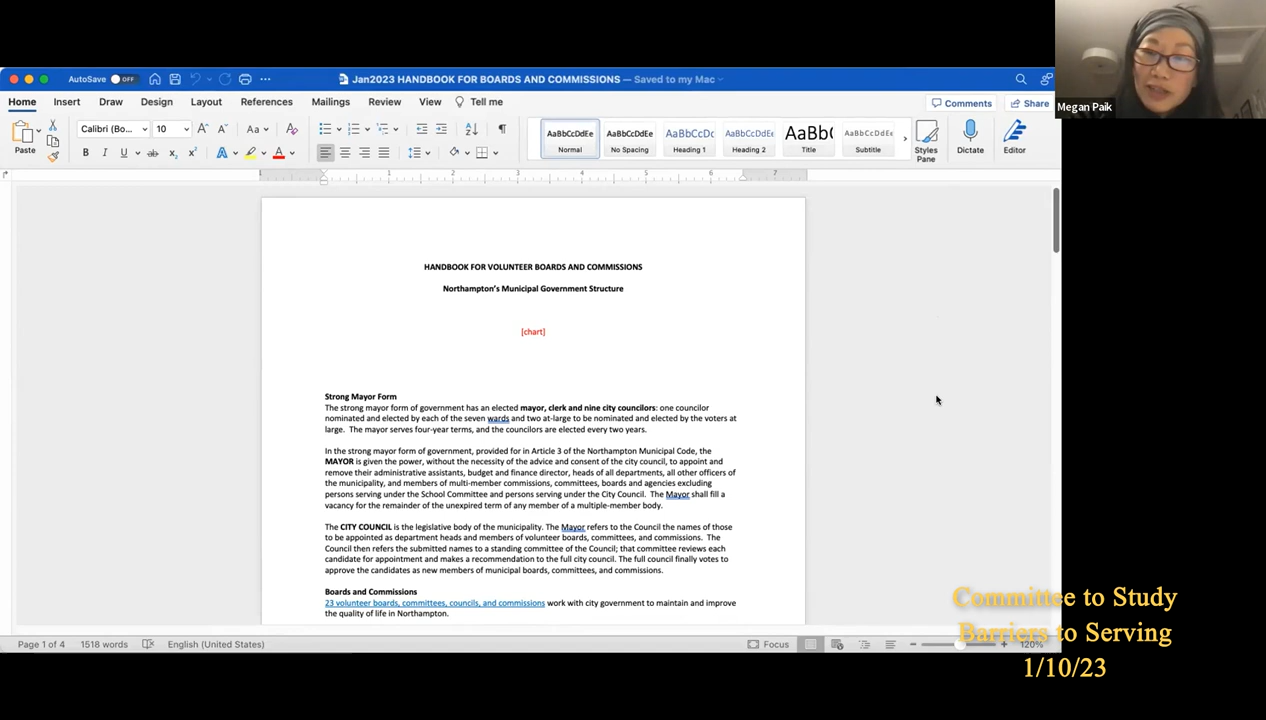 AutoSave OFF
Jan2023 HANDBOOK FOR BOARDS AND COMMISSIONS — Saved to my Mac
Megan Paik
Home Insert Draw Design Layout References Mailings Review View Tell me
Comments Share
Calibri (Bo... 10
AaBbCcDdEe AaBbCcDdEe AaBbCcDc AaBbCcDdEe AaBb( AaBbCcDdEe
Paste Normal No Spacing Heading 1 Heading 2 Title Subtitle Styles Pane Dictate Editor
1 1 2 3 4 5 6 7
HANDBOOK FOR VOLUNTEER BOARDS AND COMMISSIONS
Northampton's Municipal Government Structure
[chart]
Strong Mayor Form
The strong mayor form of government has an elected mayor, clerk and nine city councilors: one councilor
nominated and elected by each of the seven wards and two at-large to be nominated and elected by the voters at
large. The mayor serves four-year terms, and the councilors are elected every two years.
In the strong mayor form of government, provided for in Article 3 of the Northampton Municipal Code, the
MAYOR is given the power, without the necessity of the advice and consent of the city council, to appoint and
remove their administrative assistants, budget and finance director, heads of all departments, all other officers of
the municipality, and members of multi-member commissions, committees, boards and agencies excluding
persons serving under the School Committee and persons serving under the City Council. The Mayor shall fill a
vacancy for the remainder of the unexpired term of any member of a multiple-member body.
The CITY COUNCIL is the legislative body of the municipality. The Mayor refers to the Council the names of those
to be appointed as department heads and members of volunteer boards, committees, and commissions. The
Council then refers the submitted names to a standing committee of the Council; that committee reviews each
candidate for appointment and makes a recommendation to the full city council. The full council finally votes to
approve the candidates as new members of municipal boards, committees, and commissions.
Boards and Commissions
23 volunteer boards, committees, councils, and commissions work with city government to maintain and improve
the quality of life in Northampton.
Page 1 of 4 1518 words English (United States) Focus 120%
Committee to Study
Barriers to Serving
1/10/23